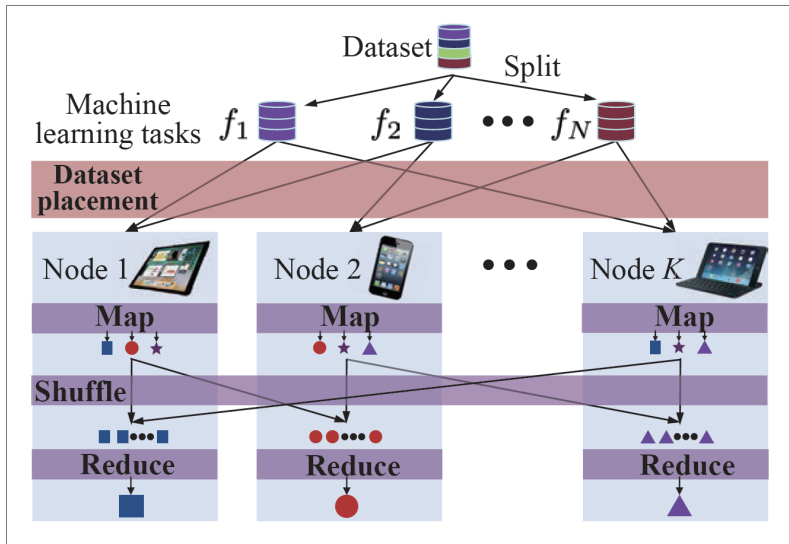 Dataset
Split
Machine
learning tasks
f1
f2
fN
Dataset
placement
Node 1
Node 2
Node K
Map
Map
Map
Shuffle
Reduce
Reduce
Reduce